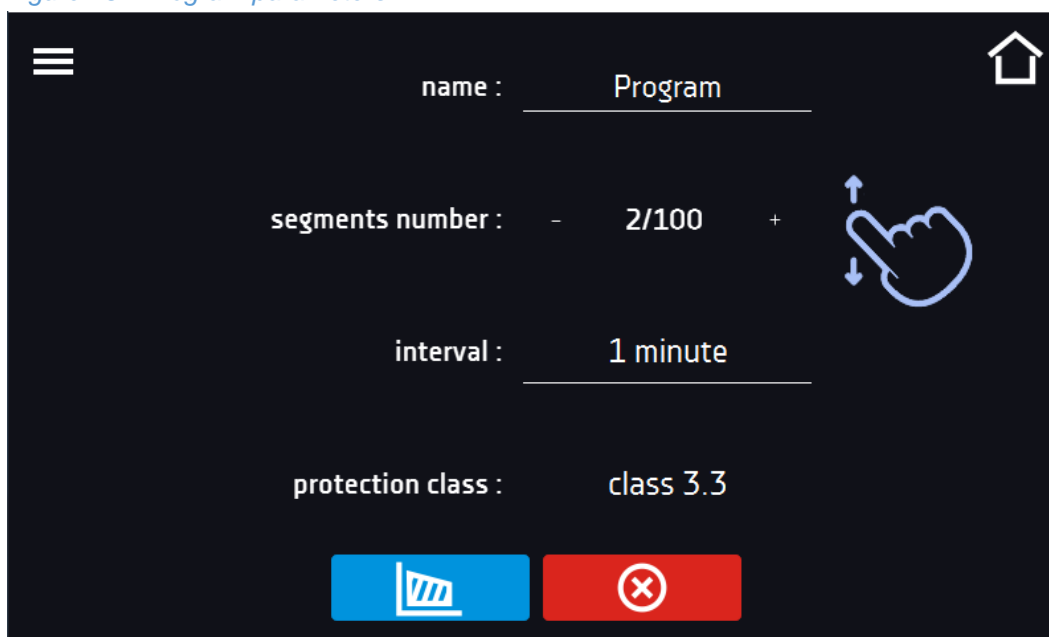 name : Program
segments number : - 2/100 +
interval : 1 minute
protection class : class 3.3